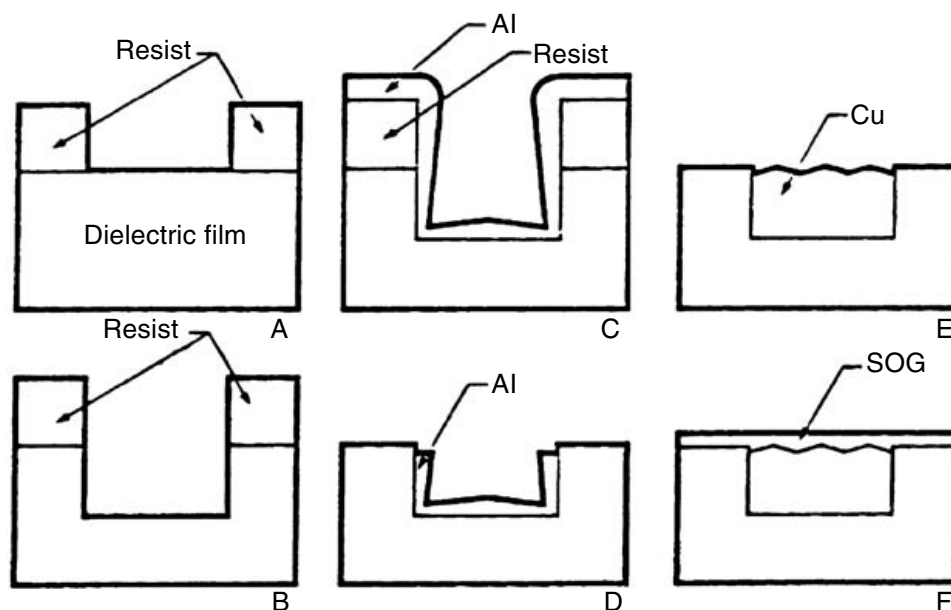 Resist
Dielectric film
A
Al
Resist
C
Cu
E
Resist
B
Al
D
SOG
F